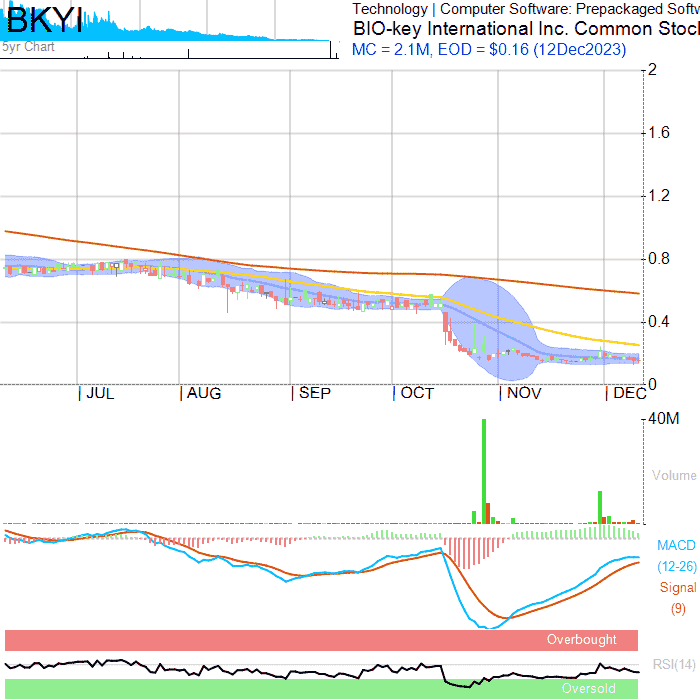 BKYI
5yr Chart
Technology | Computer Software: Prepackaged Softw
BIO-key International Inc. Common Stoc
MC = 2.1M, EOD = $0.16 (12Dec2023)
2
1.6
1.2
0.8
0.4
0
JUL AUG SEP OCT NOV DEC
40M
Volume
MACD
(12-26)
Signal
(9)
Overbought
RSI(14)
Oversold